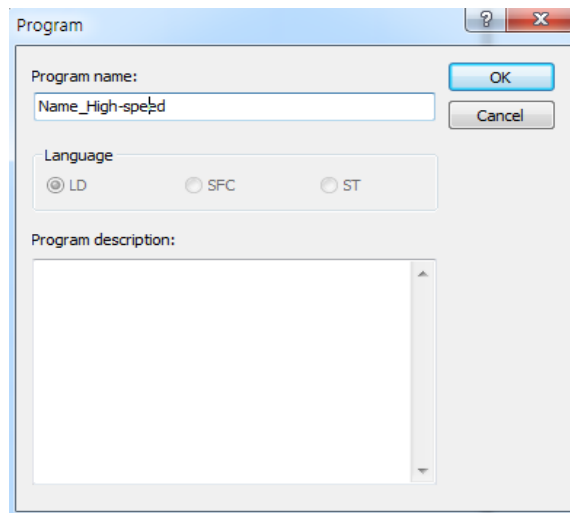 Program
?
X
Program name:
OK
Name_High-speed
Cancel
Language
LD SFC ST
Program description: